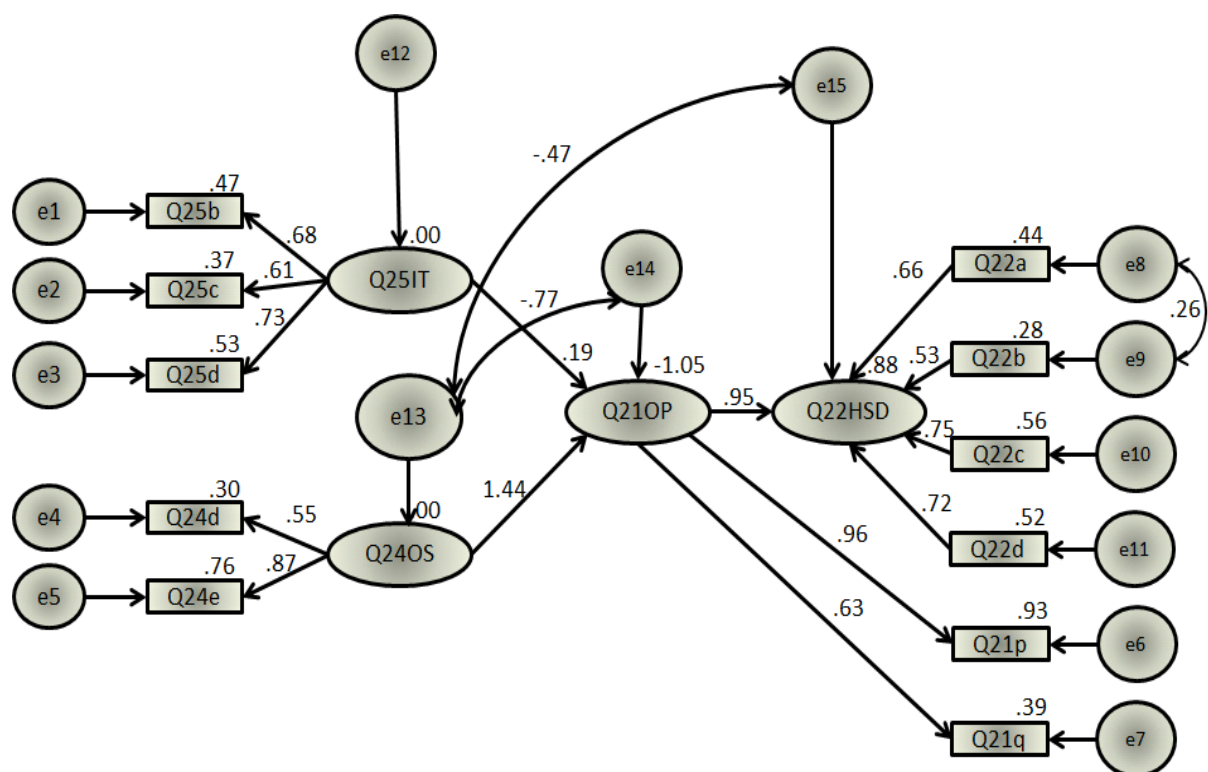 e12
e15
-.47
.47
e1
Q25b
.68
.00
.37
e2
Q25c
.61
Q25IT
e14
.44
Q22a
e8
.66
-.77
.26
.73
.53
e3
Q25d
.19
-1.05
.88
.53
.28
Q22b
e9
e13
Q21OP
.95
Q22HSD
.75
.56
Q22c
e10
.30
e4
Q24d
.55
.00
1.44
.72
.52
Q22d
e11
.76
e5
Q24e
.87
Q24OS
.96
.63
.93
Q21p
e6
.39
Q21q
e7